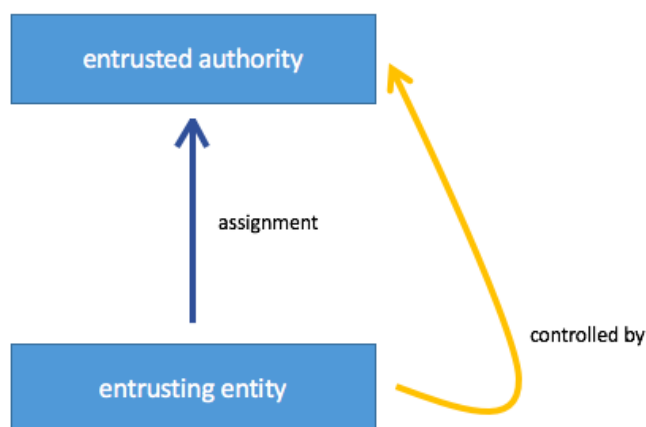 entrusted authority
assignment
controlled by
entrusting entity